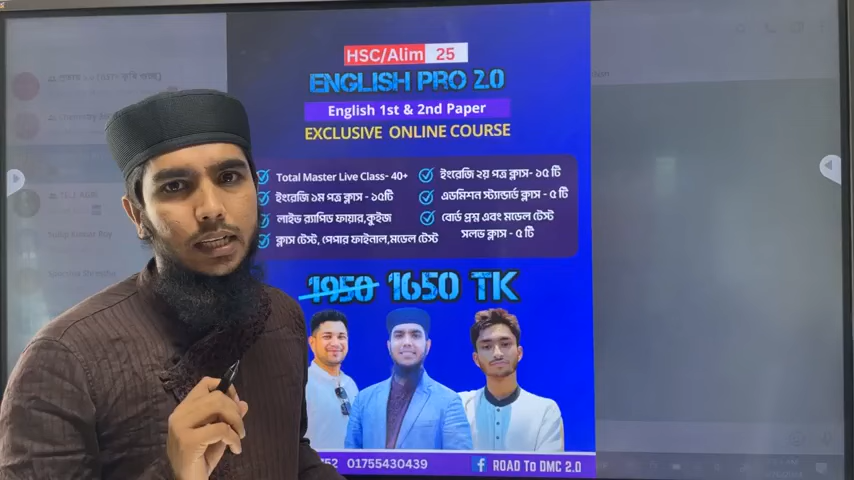 HSC/Alim 25
ENGLISH PRO 2.0
English 1st & 2nd Paper
EXCLUSIVE ONLINE COURSE
Total Master Live Class- 40+
ইংরেজি ১ম পত্র ক্লাস - ১৫টি
লাইভ র‍্যাপিড ফায়ার,কুইজ
ক্লাস টেস্ট, পেপার ফাইনাল,মডেল টেস্ট
ইংরেজি ২য় পত্র ক্লাস- ১৫ টি
এডমিশন স্ট্যান্ডার্ড ক্লাস - ৫ টি
বোর্ড প্রশ্ন এবং মডেল টেস্ট
সলভ ক্লাস - ৫ টি
1950 1650 TK
52 01755430439
ROAD To DMC 2.0